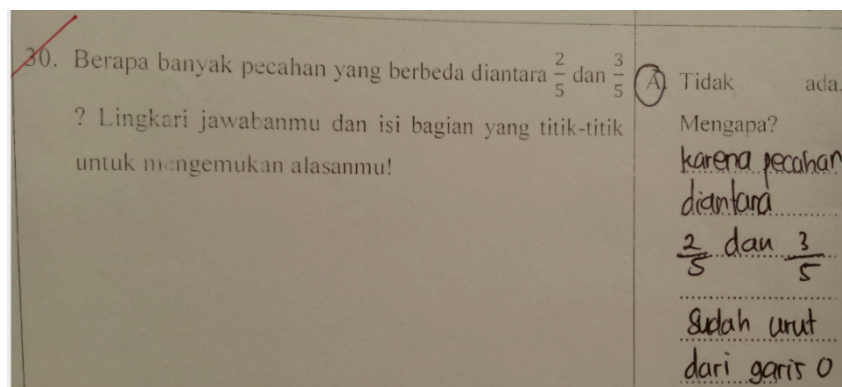 30. Berapa banyak pecahan yang berbeda diantara 2/5 dan 3/5
? Lingkari jawabanmu dan isi bagian yang titik-titik
untuk mengemukan alasanmu!
A. Tidak ada.
Mengapa?
karena pecahan
diantara
2/5 dan 3/5
sudah urut
dari garis 0